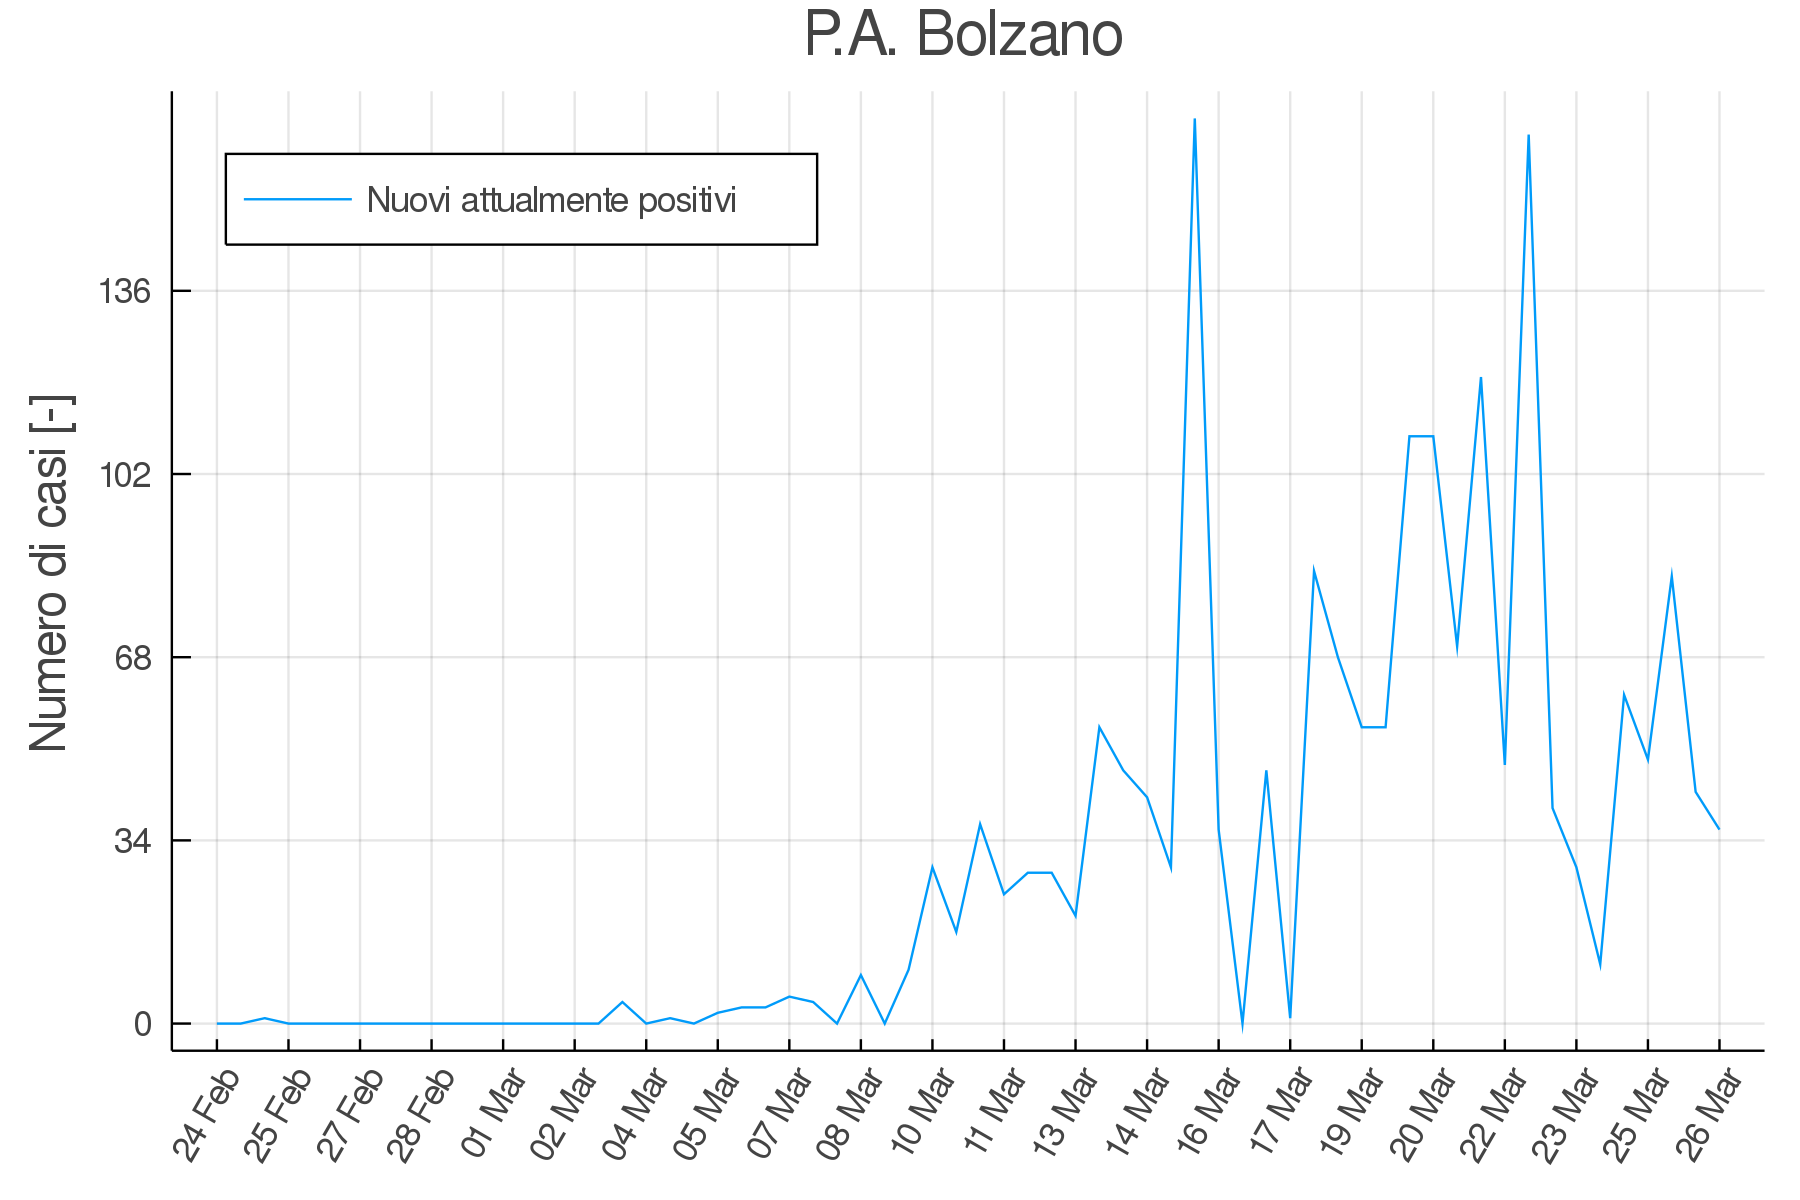 P.A. Bolzano
Nuovi attualmente positivi
Numero di casi [-]
136
102
68
34
0
24 Feb
25 Feb
27 Feb
28 Feb
01 Mar
02 Mar
04 Mar
05 Mar
07 Mar
08 Mar
10 Mar
11 Mar
13 Mar
14 Mar
16 Mar
17 Mar
19 Mar
20 Mar
22 Mar
23 Mar
25 Mar
26 Mar